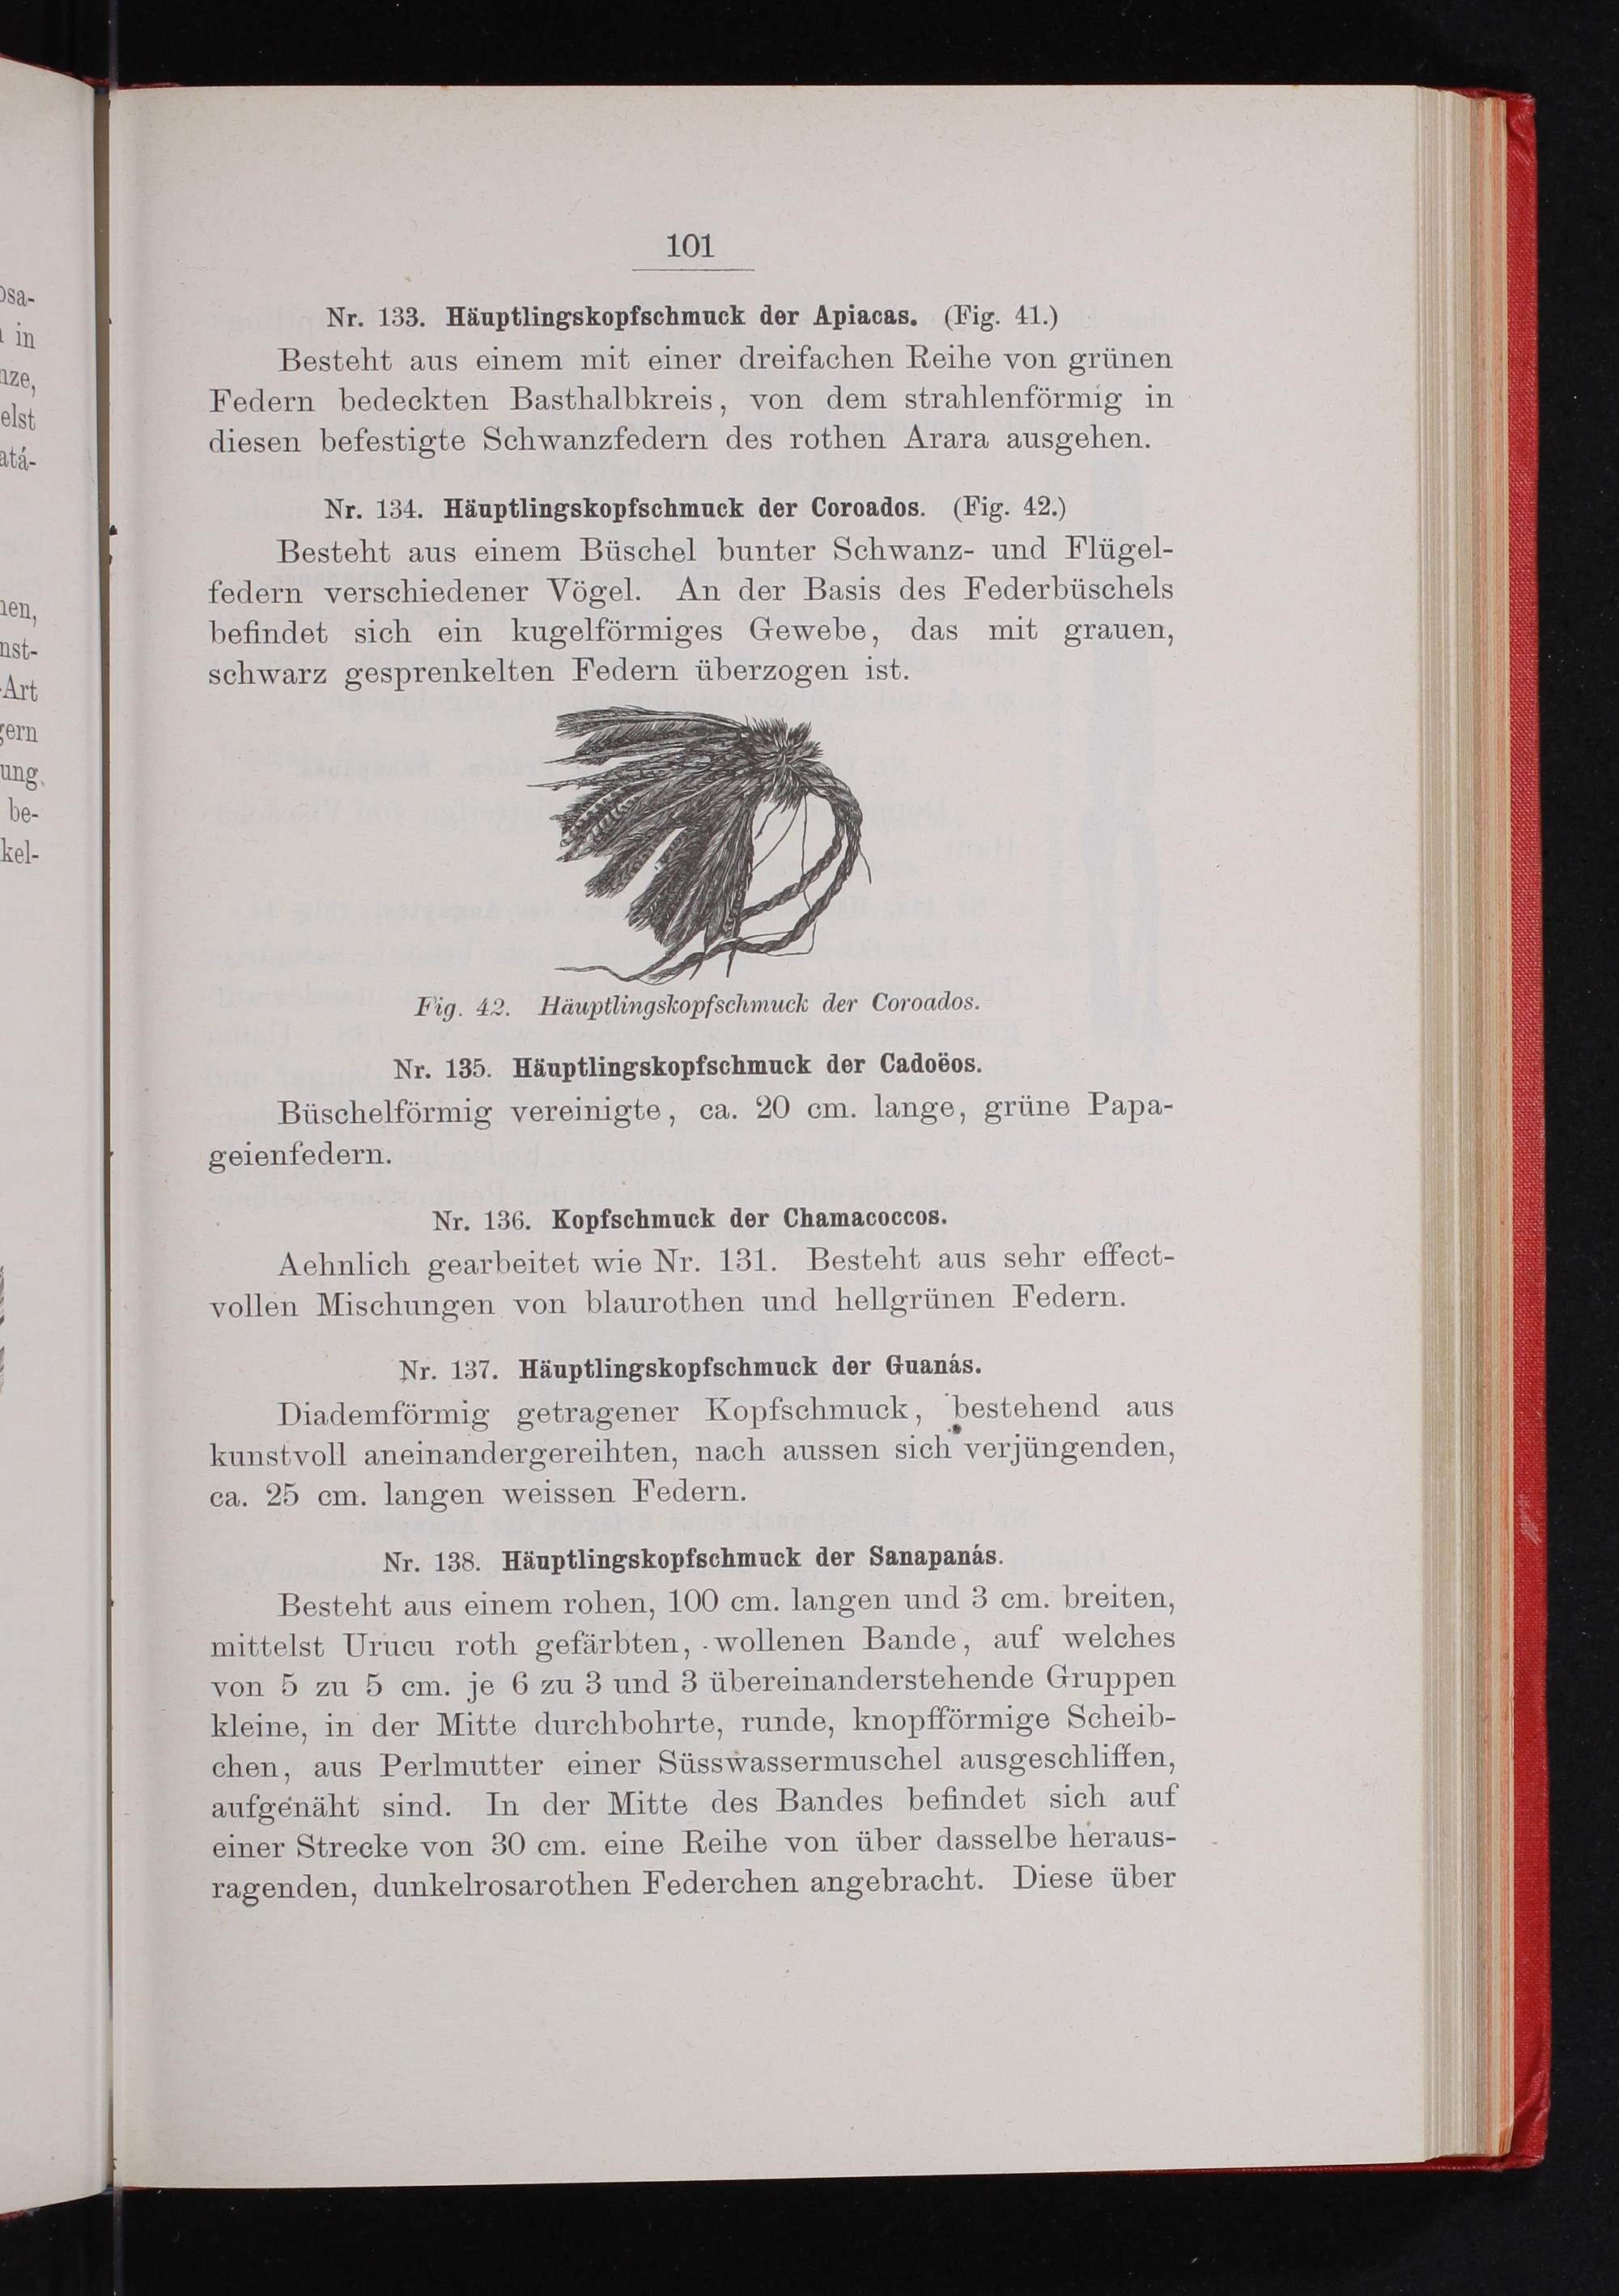 101
Nr. 133. Häuptlingskopfschmuck der Apiacas. (Fig. 41.)
Besteht aus einem mit einer dreifachen Reihe von grünen
Federn bedeckten Basthalbkreis, von dem strahlenförmig in
diesen befestigte Schwanzfedern des rothen Arara ausgehen.
Nr. 134. Häuptlingskopfschmuck der Coroados. (Fig. 42.)
Besteht aus einem Büschel bunter Schwanz- und Flügel-
federn verschiedener Vögel. An der Basis des Federbüschels
befindet sich ein kugelförmiges Gewebe, das mit grauen,
schwarz gesprenkelten Federn überzogen ist.
Fig. 42. Häuptlingskopfschmuck der Coroados.
Nr. 135. Häuptlingskopfschmuck der Cadoëos.
Büschelförmig vereinigte, ca. 20 cm. lange, grüne Papa-
geienfedern.
Nr. 136. Kopfschmuck der Chamacoccos.
Aehnlich gearbeitet wie Nr. 131. Besteht aus sehr effect-
vollen Mischungen von blaurothen und hellgrünen Federn.
Nr. 137. Häuptlingskopfschmuck der Guanás.
Diademförmig getragener Kopfschmuck, bestehend aus
kunstvoll aneinandergereihten, nach aussen sich verjüngenden,
ca. 25 cm. langen weissen Federn.
Nr. 138. Häuptlingskopfschmuck der Sanapanás.
Besteht aus einem rohen, 100 cm. langen und 3 cm. breiten,
mittelst Urucu roth gefärbten, wollenen Bande, auf welches
von 5 zu 5 cm. je 6 zu 3 und 3 übereinanderstehende Gruppen
kleine, in der Mitte durchbohrte, runde, knopfförmige Scheib-
chen, aus Perlmutter einer Süsswassermuschel ausgeschliffen,
aufgenäht sind. In der Mitte des Bandes befindet sich auf
einer Strecke von 30 cm. eine Reihe von über dasselbe heraus-
ragenden, dunkelrosarothen Federchen angebracht. Diese über